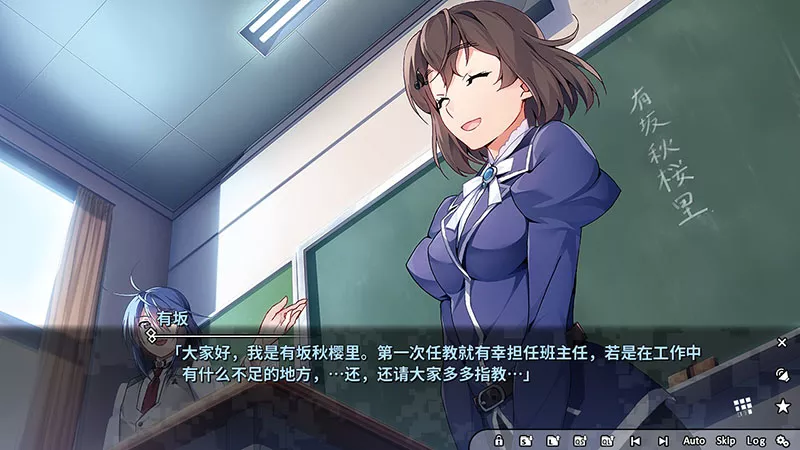 有坂秋桜里
有坂
「大家好，我是有坂秋樱里。第一次任教就有幸担任班主任，若是在工作中
有什么不足的地方，…还，还请大家多多指教…」
Auto Skip Log